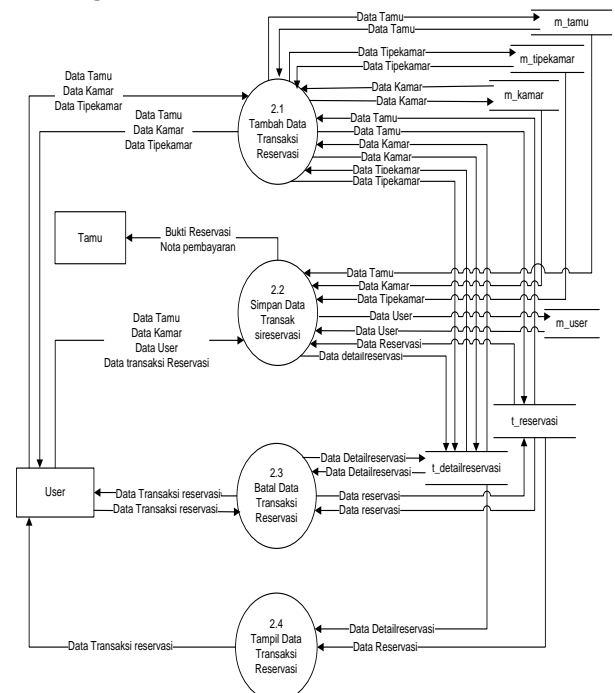 Data Tamu
Data Tamu
m_tamu
Data Tipekamar
Data Tipekamar
m_tipekamar
Data Kamar
Data Kamar
m_kamar
Data Tamu
Data Kamar
Data Tipekamar
Data Tamu
Data Kamar
Data Tipekamar
2.1
Tambah Data
Transaksi
Reservasi
Data Tamu
Data Tamu
Data Kamar
Data Kamar
Data Tipekamar
Data Tipekamar
Tamu
Bukti Reservasi
Nota pembayaran
2.2
Simpan Data
Transak
sireservasi
Data Tamu
Data Kamar
Data Tipekamar
Data User
Data User
m_user
Data Reservasi
Data detailreservasi
Data Tamu
Data Kamar
Data User
Data transaksi Reservasi
t_reservasi
User
Data Transaksi reservasi
Data Transaksi reservasi
2.3
Batal Data
Transaksi
Reservasi
Data Detailreservasi
Data Detailreservasi
t_detailreservasi
Data reservasi
Data reservasi
Data Transaksi reservasi
2.4
Tampil Data
Transaksi
Reservasi
Data Detailreservasi
Data Reservasi